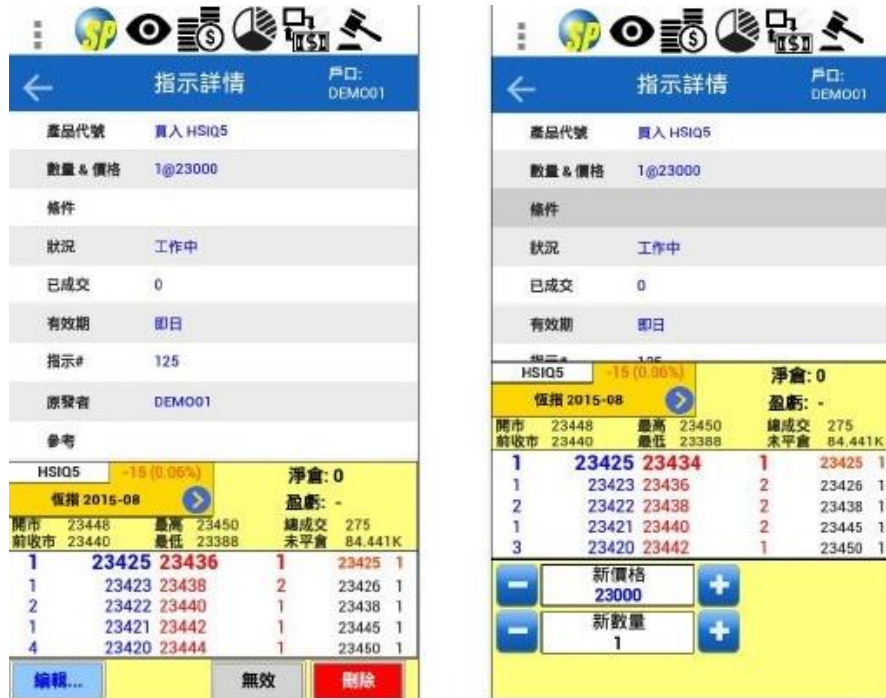 SP
指示詳情
戶口:
DEMO01
產品代號 買入 HSIQ5
數量 & 價格 1@23000
條件
狀況 工作中
已成交 0
有效期 即日
指示# 125
原發者 DEMO01
參考
HSIQ5 -15 (0.06%) 淨倉: 0
恆指 2015-08 盈虧: -
開市 23448 最高 23450 總成交 275
前收市 23440 最低 23388 未平倉 84.441K
1 23425 23436 1 23425 1
1 23423 23438 2 23426 1
2 23422 23440 1 23438 1
1 23421 23442 1 23445 1
4 23420 23444 1 23450 1
編輯... 無效 刪除
SP
指示詳情
戶口:
DEMO01
產品代號 買入 HSIQ5
數量 & 價格 1@23000
條件
狀況 工作中
已成交 0
有效期 即日
指示# 125
HSIQ5 -15 (0.06%) 淨倉: 0
恆指 2015-08 盈虧: -
開市 23448 最高 23450 總成交 275
前收市 23440 最低 23388 未平倉 84.441K
1 23425 23434 1 23425 1
1 23423 23436 2 23426 1
2 23422 23438 2 23438 1
1 23421 23440 2 23445 1
3 23420 23442 1 23450 1
新價格
23000
新數量
1